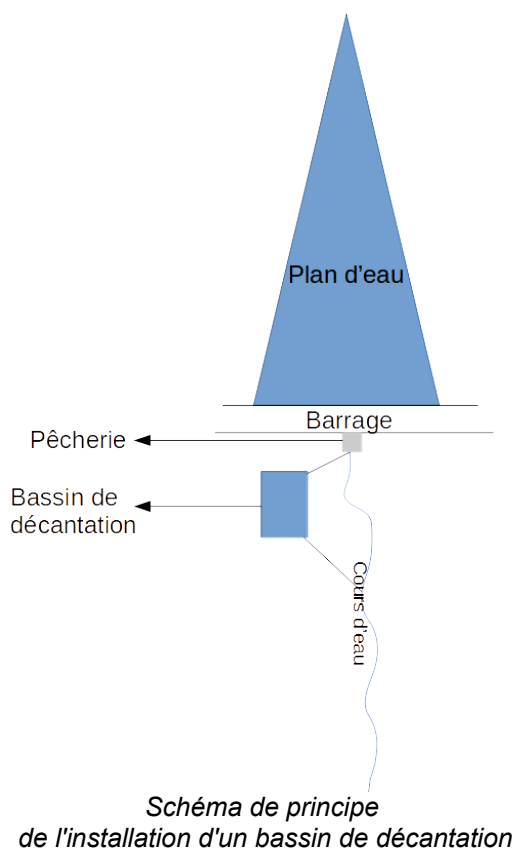 Plan d'eau
Barrage
Pêcherie
Bassin de
décantation
Cours d'eau
Schéma de principe
de l'installation d'un bassin de décantation